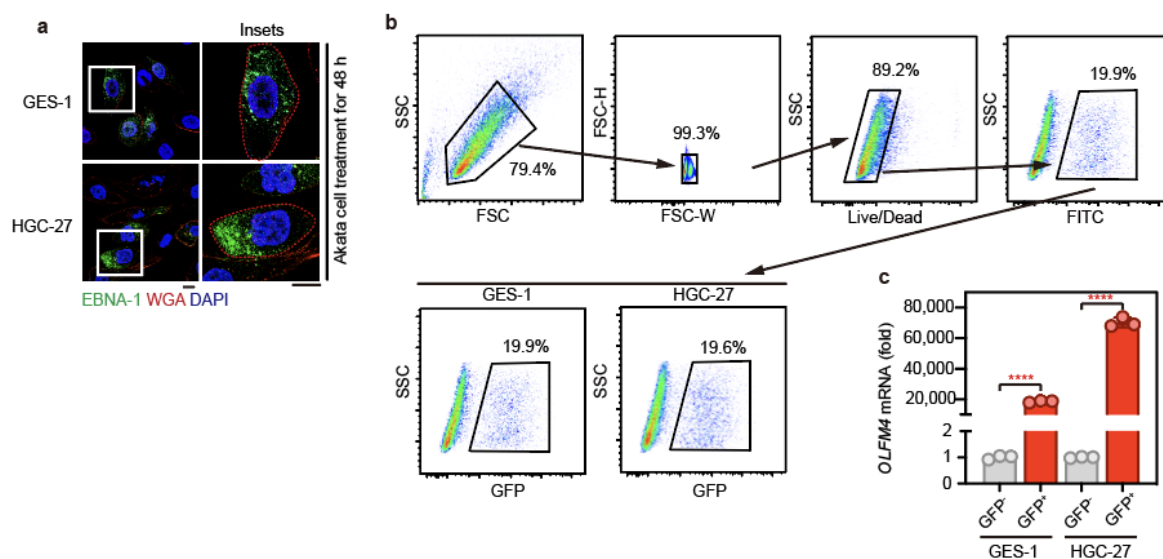 a
Insets
GES-1
HGC-27
Akata cell treatment for 48 h
EBNA-1 WGA DAPI
b
SSC
79.4%
FSC
FSC-H
99.3%
FSC-W
SSC
89.2%
Live/Dead
SSC
19.9%
FITC
GES-1
HGC-27
SSC
19.9%
GFP
SSC
19.6%
GFP
c
OLFM4 mRNA (fold)
80,000
60,000
40,000
20,000
2
1
0
****
****
GFP-
GFP+
GFP-
GFP+
GES-1
HGC-27